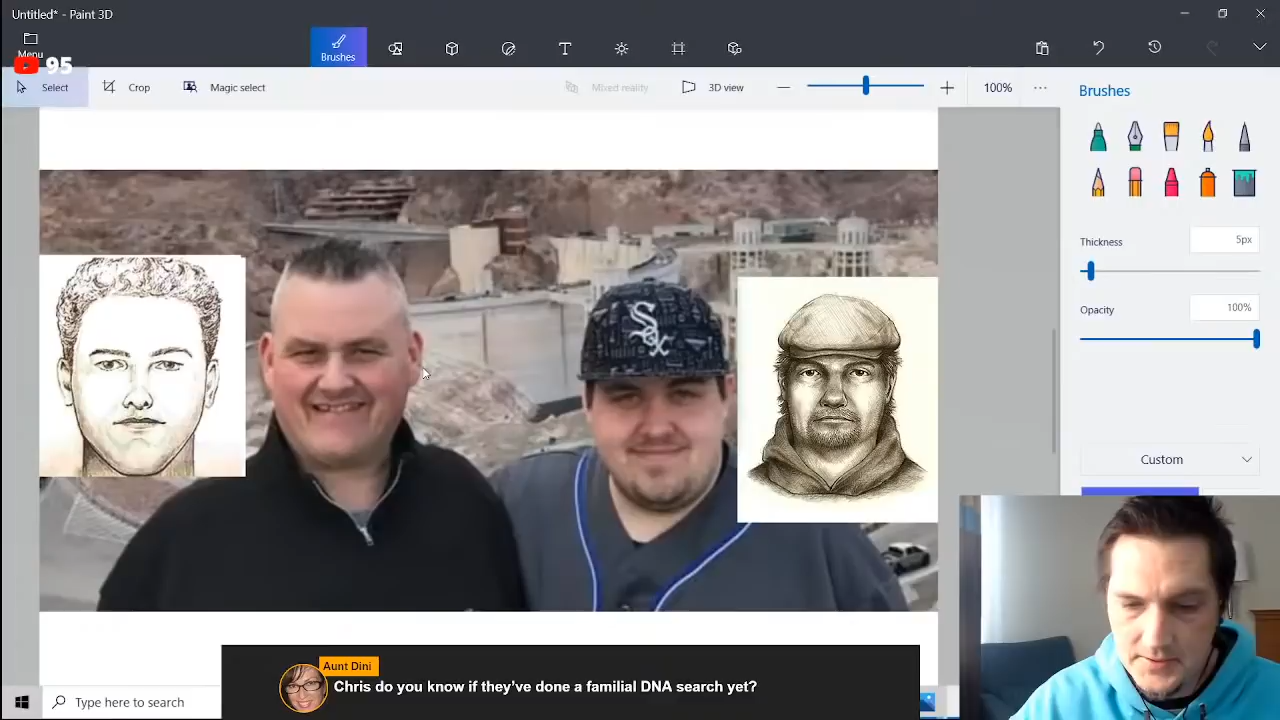 Untitled* - Paint 3D
Menu
95
Brushes
Select
Crop
Magic select
Mixed reality
3D view
100%
Brushes
Thickness
5px
Opacity
100%
Custom
Sox
Aunt Dini
Chris do you know if they've done a familial DNA search yet?
Type here to search